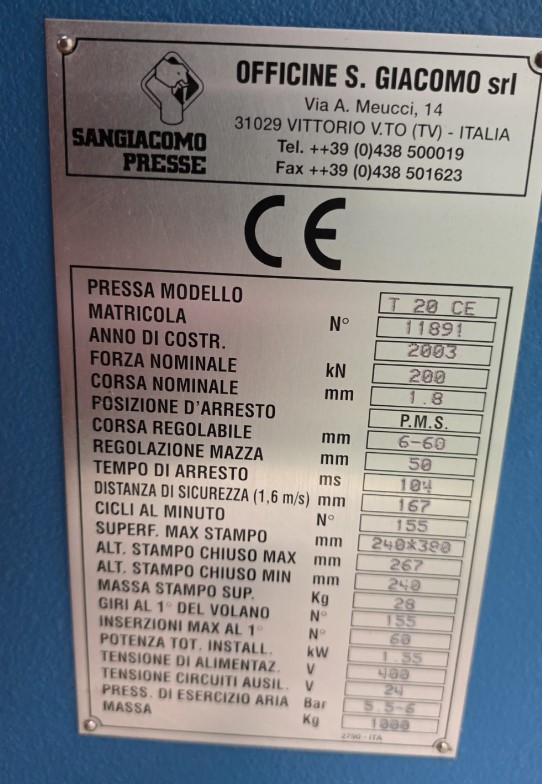 SANGIACOMO
PRESSE
OFFICINE S. GIACOMO srl
Via A. Meucci, 14
31029 VITTORIO V.TO (TV) - ITALIA
Tel. ++39 (0)438 500019
Fax ++39 (0)438 501623
CE
PRESSA MODELLO T 20 CE
MATRICOLA N° 11891
ANNO DI COSTR. 2003
FORZA NOMINALE kN 200
CORSA NOMINALE mm 1.8
POSIZIONE D'ARRESTO P.M.S.
CORSA REGOLABILE mm 6-60
REGOLAZIONE MAZZA mm 50
TEMPO DI ARRESTO ms 104
DISTANZA DI SICUREZZA (1,6 m/s) mm 167
CICLI AL MINUTO N° 155
SUPERF. MAX STAMPO mm 240*380
ALT. STAMPO CHIUSO MAX mm 267
ALT. STAMPO CHIUSO MIN mm 240
MASSA STAMPO SUP. Kg 28
GIRI AL 1° DEL VOLANO N° 155
INSERZIONI MAX AL 1° N° 60
POTENZA TOT. INSTALL. kW 1.55
TENSIONE DI ALIMENTAZ. V 400
TENSIONE CIRCUITI AUSIL. V 24
PRESS. DI ESERCIZIO ARIA Bar 5.5-6
MASSA Kg 1000
2790 - ITA